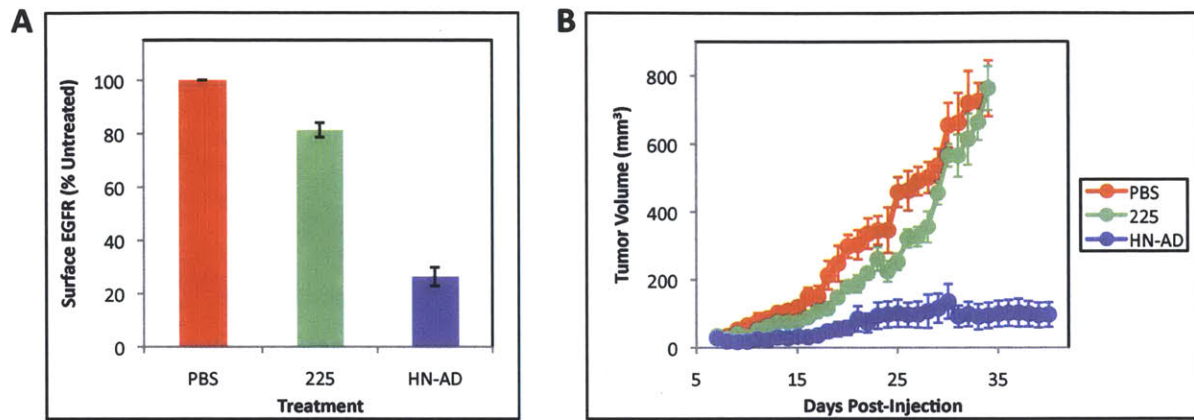 A
Surface EGFR (% Untreated)
100
80
60
40
20
0
PBS
225
HN-AD
Treatment
B
Tumor Volume (mm³)
800
600
400
200
0
5
15
25
35
Days Post-Injection
PBS
225
HN-AD